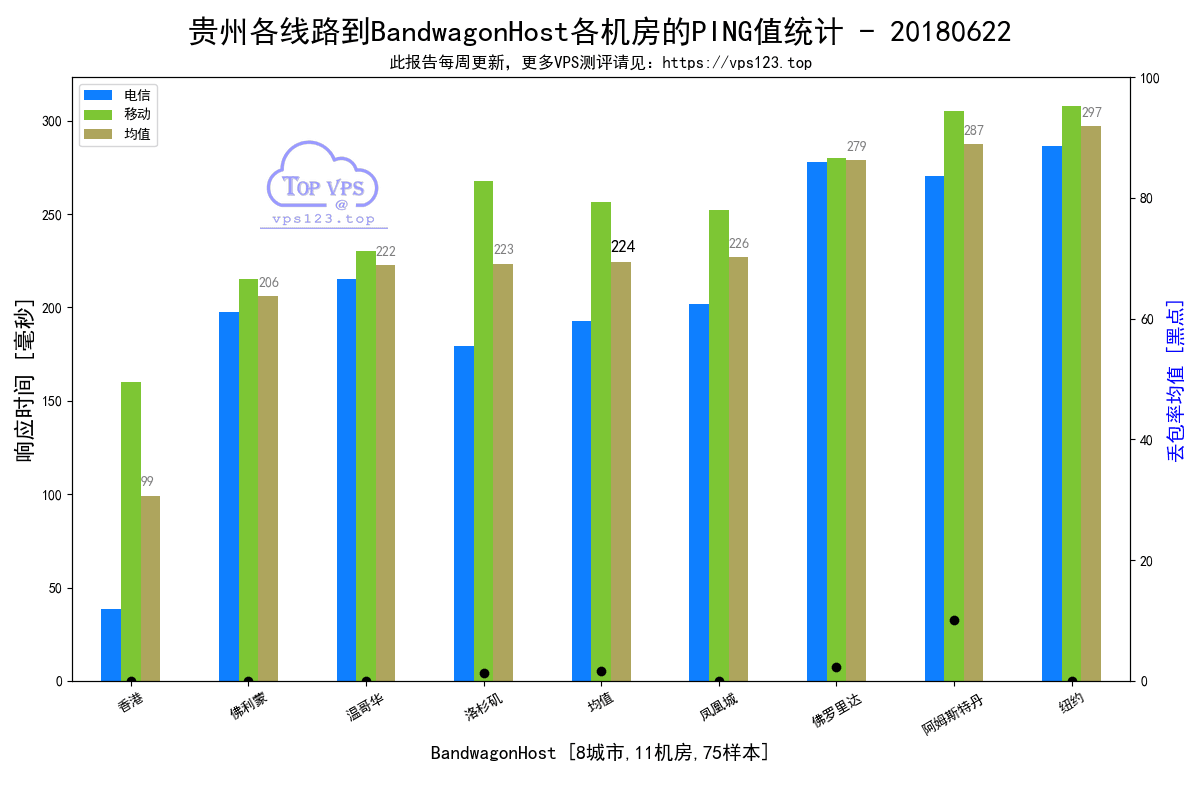 贵州各线路到BandwagonHost各机房的PING值统计 - 20180622
此报告每周更新，更多VPS测评请见：https://vps123.top
电信
移动
均值
TOP VPS
@
vps123.top
响应时间 [毫秒]
丢包率均值 [黑点]
300
250
200
150
100
50
0
100
80
60
40
20
0
99
206
222
223
224
226
279
287
297
香港
佛利蒙
温哥华
洛杉矶
均值
凤凰城
佛罗里达
阿姆斯特丹
纽约
BandwagonHost [8城市,11机房,75样本]